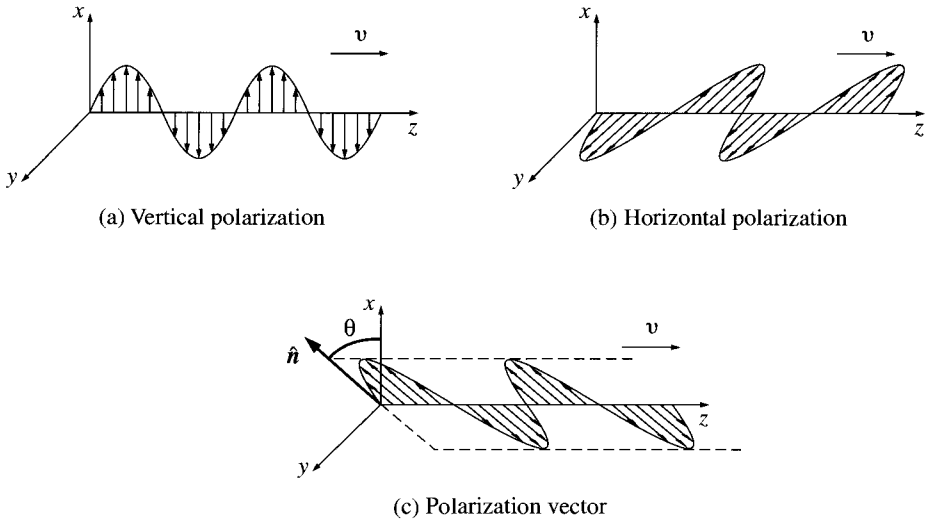 x
v
z
y
(a) Vertical polarization
x
v
z
y
(b) Horizontal polarization
x
θ
v
n̂
z
y
(c) Polarization vector